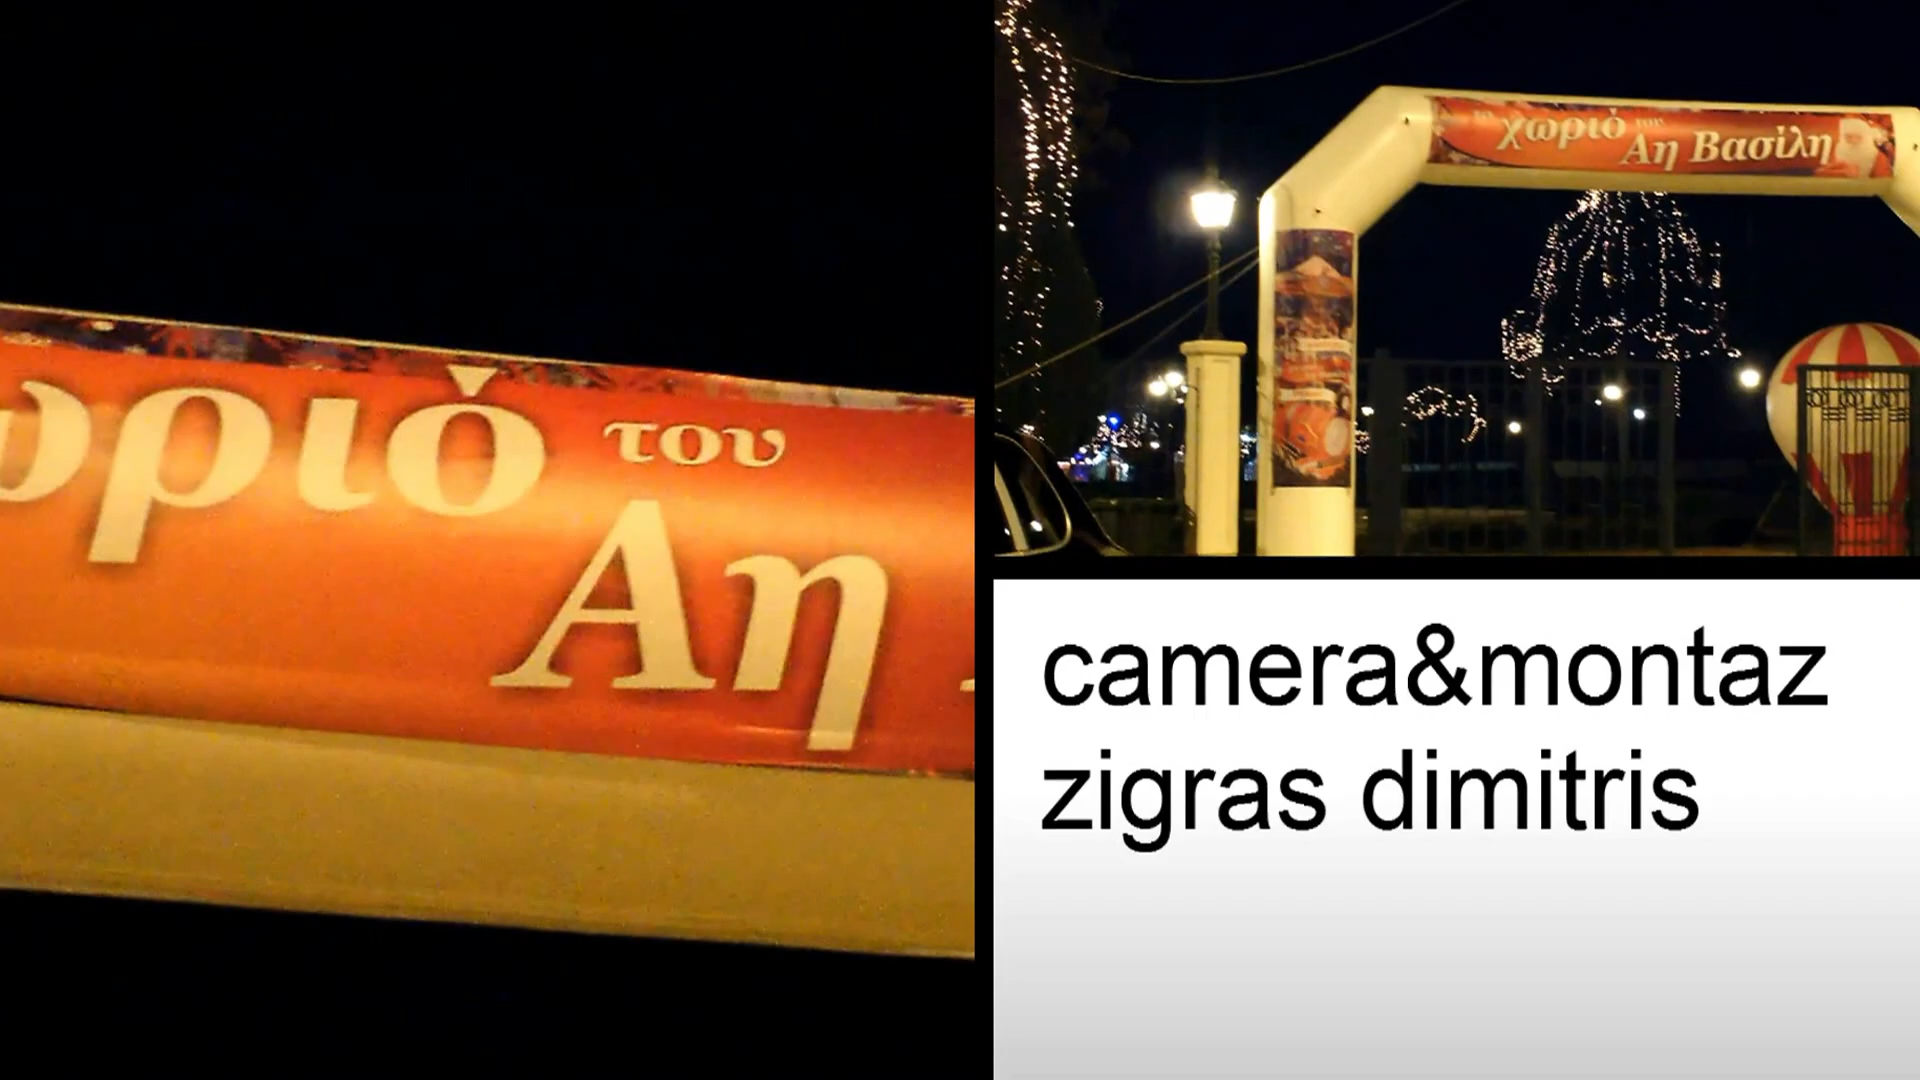 ωριό του
Αη
το χωριό του
Αη Βασίλη
camera&montaz
zigras dimitris